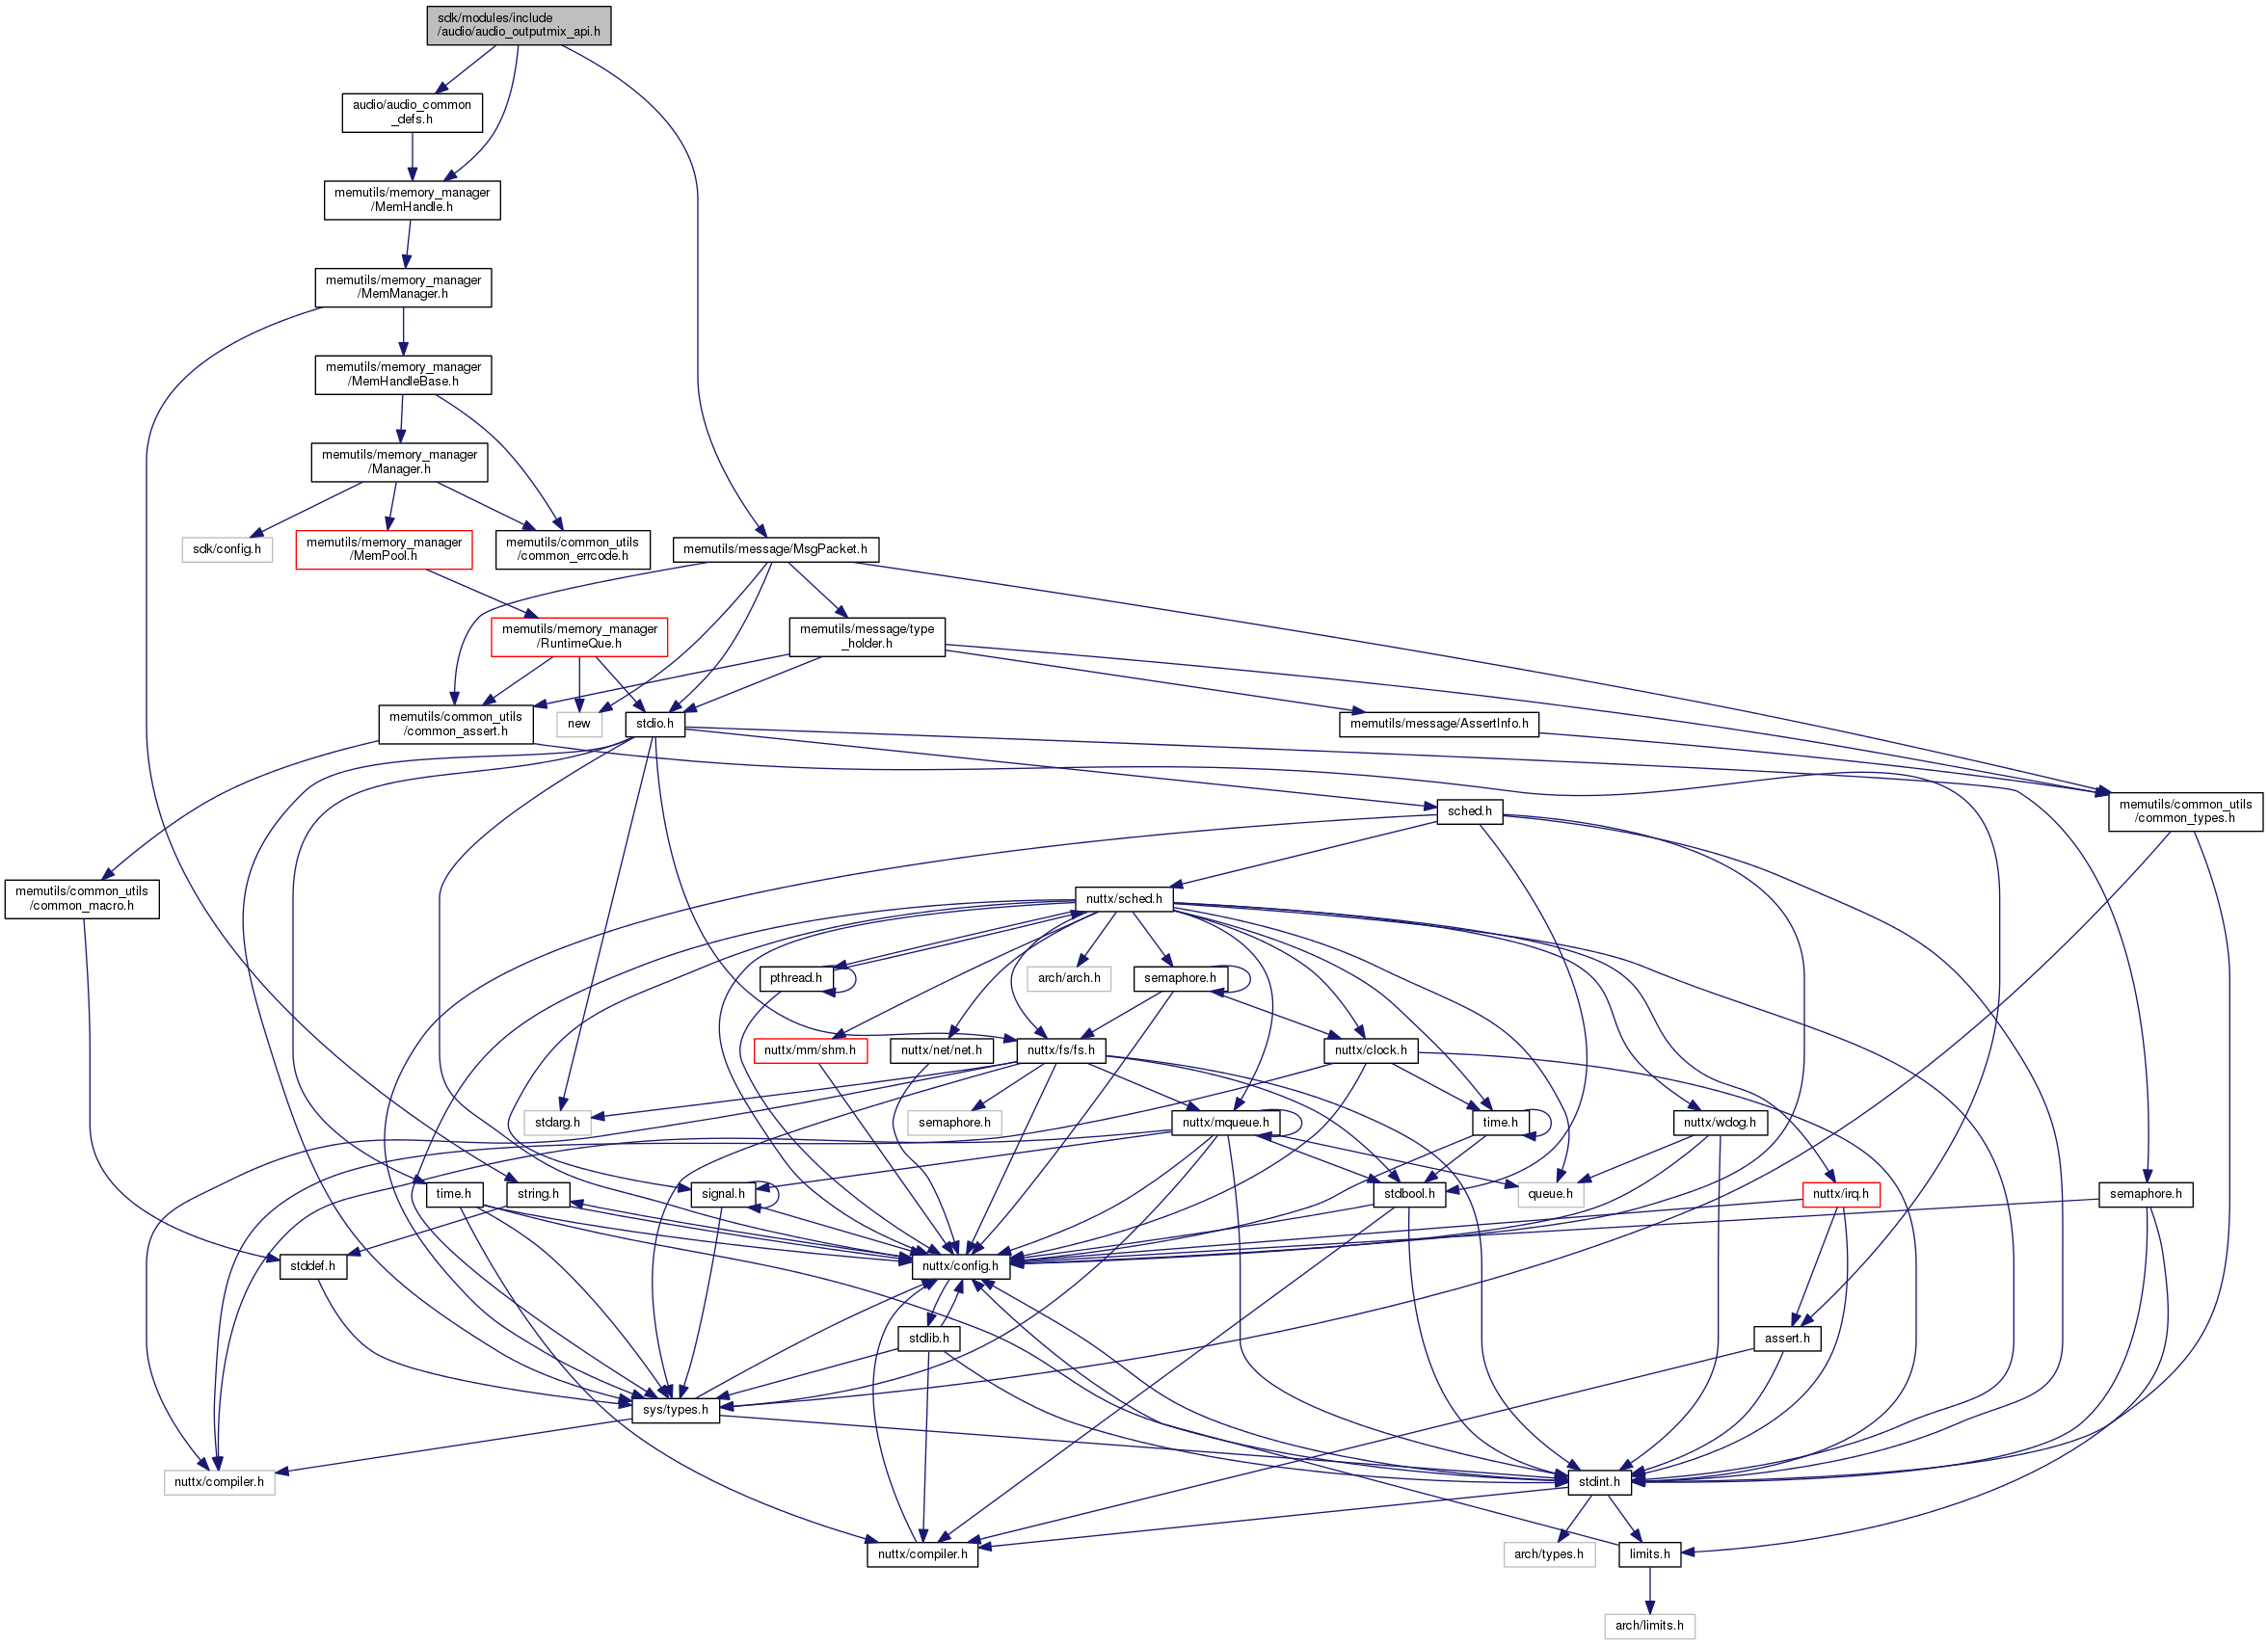 sdk/modules/include
/audio/audio_outputmix_api.h
audio/audio_common
_defs.h
memutils/memory_manager
/MemHandle.h
memutils/memory_manager
/MemManager.h
memutils/memory_manager
/MemHandleBase.h
memutils/memory_manager
/Manager.h
sdk/config.h
memutils/memory_manager
/MemPool.h
memutils/common_utils
/common_errcode.h
memutils/message/MsgPacket.h
memutils/memory_manager
/RuntimeQue.h
memutils/message/type
_holder.h
memutils/common_utils
/common_assert.h
new
stdio.h
memutils/message/AssertInfo.h
sched.h
memutils/common_utils
/common_types.h
memutils/common_utils
/common_macro.h
nuttx/sched.h
pthread.h
arch/arch.h
semaphore.h
nuttx/mm/shm.h
nuttx/net/net.h
nuttx/fs/fs.h
nuttx/clock.h
stdarg.h
semaphore.h
nuttx/mqueue.h
time.h
nuttx/wdog.h
time.h
string.h
signal.h
stdbool.h
queue.h
nuttx/irq.h
semaphore.h
stddef.h
nuttx/config.h
stdlib.h
assert.h
sys/types.h
nuttx/compiler.h
stdint.h
nuttx/compiler.h
arch/types.h
limits.h
arch/limits.h